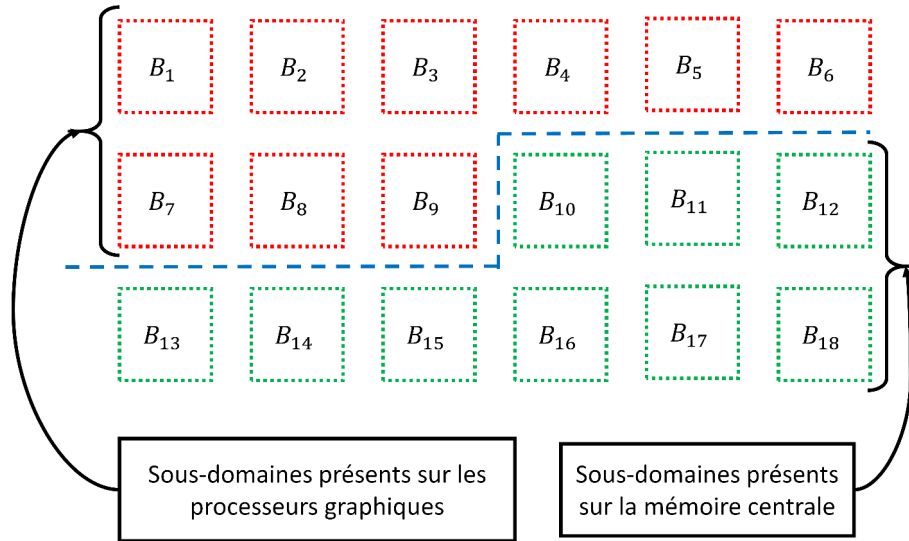 B₁ B₂ B₃ B₄ B₅ B₆
B₇ B₈ B₉ B₁₀ B₁₁ B₁₂
B₁₃ B₁₄ B₁₅ B₁₆ B₁₇ B₁₈
Sous-domaines présents sur les
processeurs graphiques
Sous-domaines présents
sur la mémoire centrale